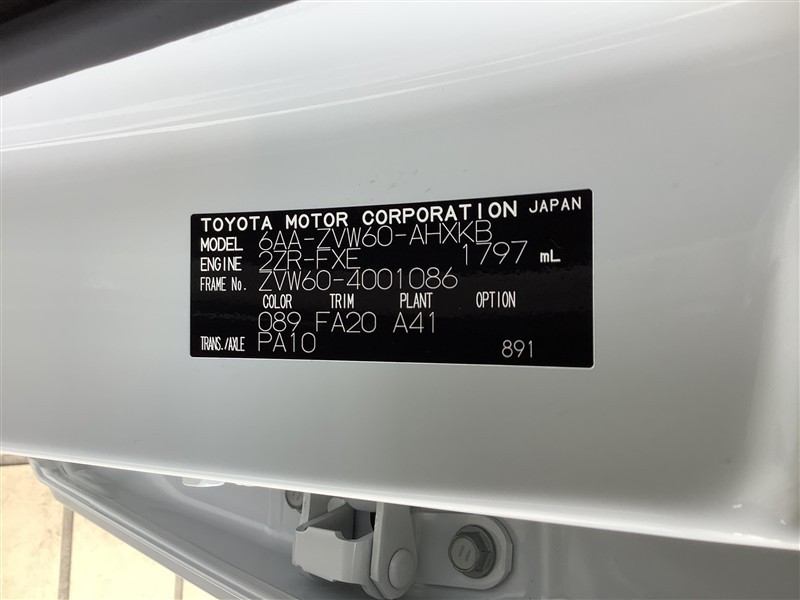 TOYOTA MOTOR CORPORATION JAPAN
MODEL 6AA-ZVW60-AHXKB
ENGINE 2ZR-FXE 1797 mL
FRAME No. ZVW60-4001086
COLOR TRIM PLANT OPTION
089 FA20 A41
TRANS./AXLE PA10 891